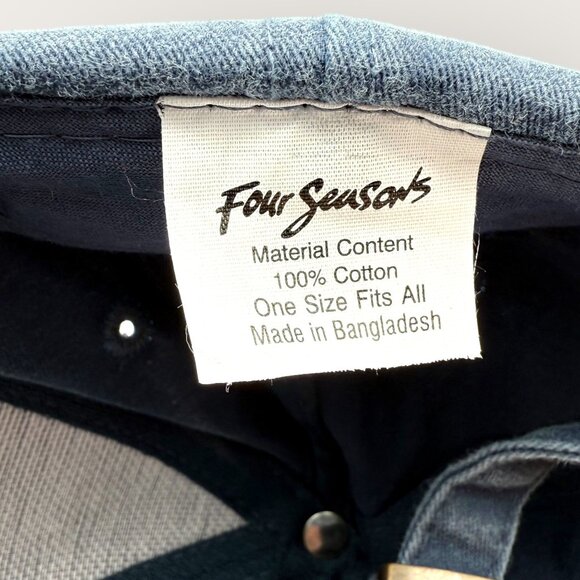 Four Seasons
Material Content
100% Cotton
One Size Fits All
Made in Bangladesh